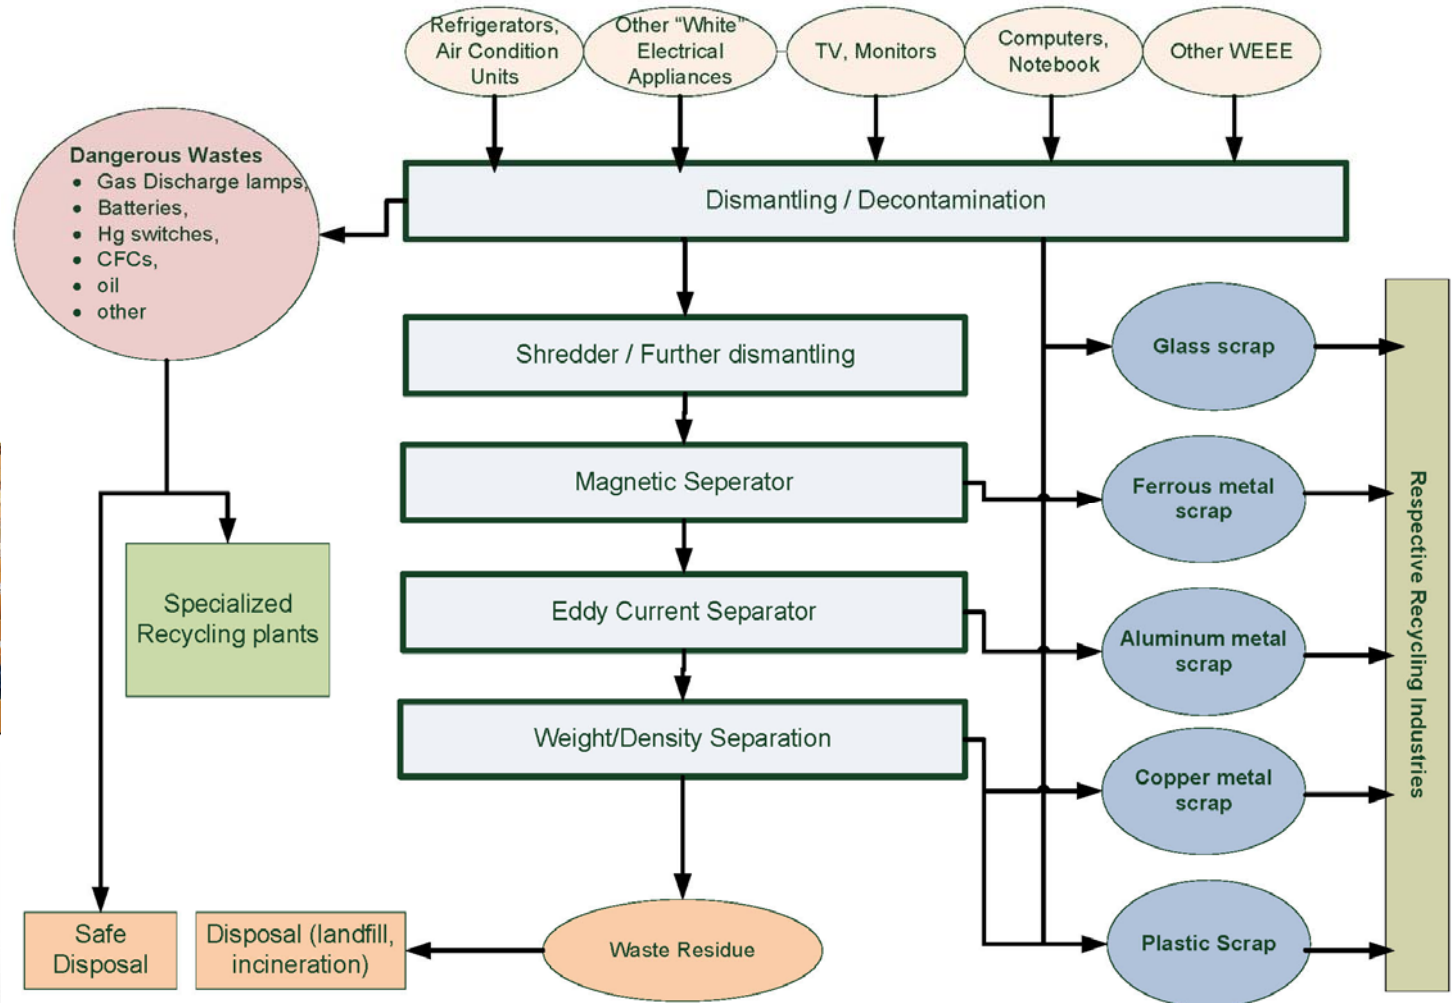 Refrigerators,
Air Condition
Units
Other “White”
Electrical
Appliances
TV, Monitors
Computers,
Notebook
Other WEEE
Dangerous Wastes
• Gas Discharge lamps,
• Batteries,
• Hg switches,
• CFCs,
• oil
• other
Dismantling / Decontamination
Shredder / Further dismantling
Glass scrap
Magnetic Seperator
Ferrous metal
scrap
Specialized
Recycling plants
Eddy Current Separator
Aluminum metal
scrap
Weight/Density Separation
Copper metal
scrap
Respective Recycling Industries
Safe
Disposal
Disposal (landfill,
incineration)
Waste Residue
Plastic Scrap